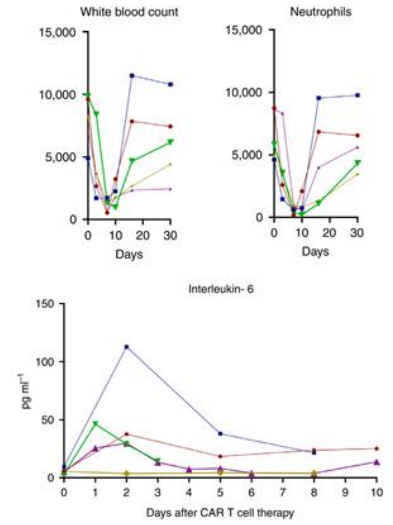 White blood count
Neutrophils
15,000
10,000
5,000
0
0 10 20 30
Days
15,000
10,000
5,000
0
0 10 20 30
Days
Interleukin- 6
150
100
50
0
pg ml⁻¹
0 1 2 3 4 5 6 7 8 9 10
Days after CAR T cell therapy